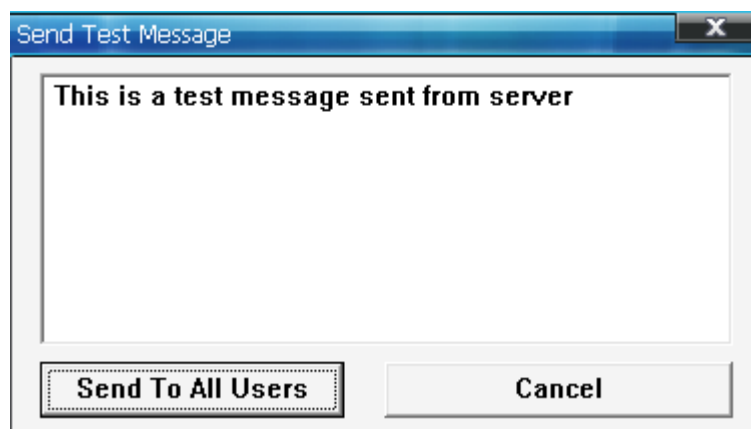 Send Test Message
X
This is a test message sent from server
Send To All Users
Cancel